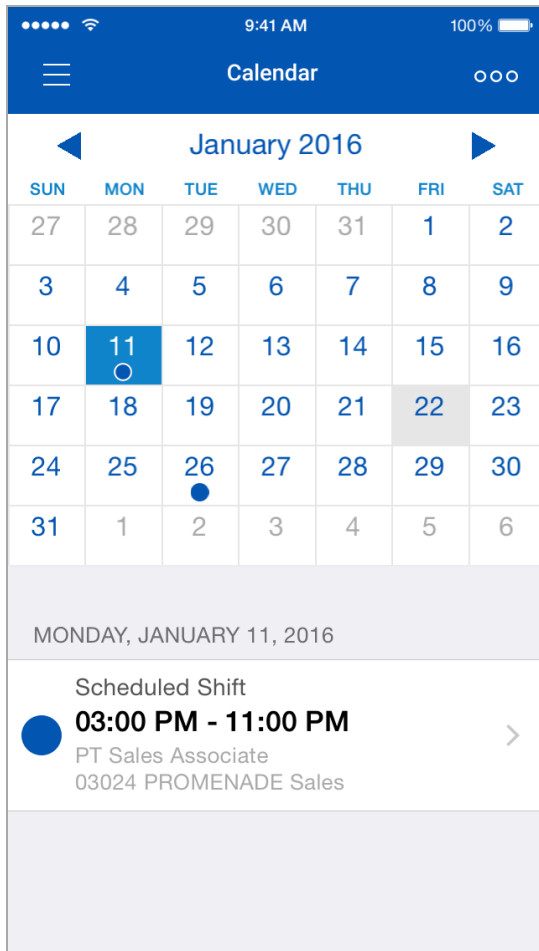 9:41 AM 100%
Calendar
January 2016
SUN MON TUE WED THU FRI SAT
27 28 29 30 31 1 2
3 4 5 6 7 8 9
10 11 12 13 14 15 16
17 18 19 20 21 22 23
24 25 26 27 28 29 30
31 1 2 3 4 5 6
MONDAY, JANUARY 11, 2016
Scheduled Shift
03:00 PM - 11:00 PM
PT Sales Associate
03024 PROMENADE Sales